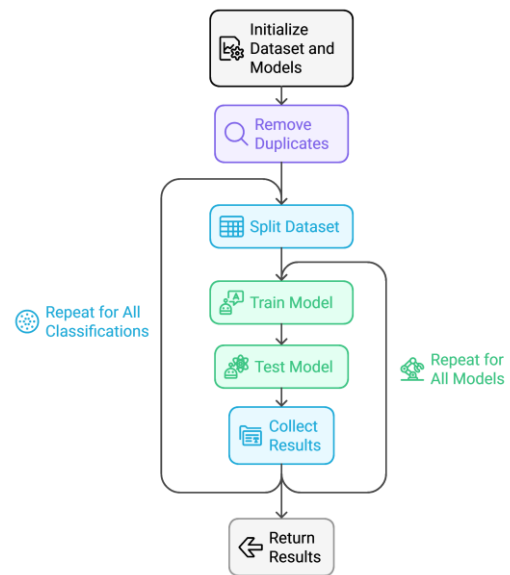 Initialize
Dataset and
Models
Remove
Duplicates
Split Dataset
Train Model
Repeat for All
Classifications
Test Model
Repeat for
All Models
Collect
Results
Return
Results